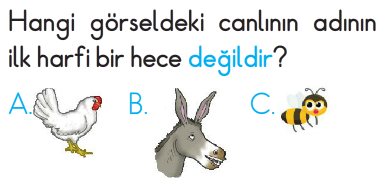 Hangi görseldeki canlının adının
ilk harfi bir hece değildir?
A. B. C.